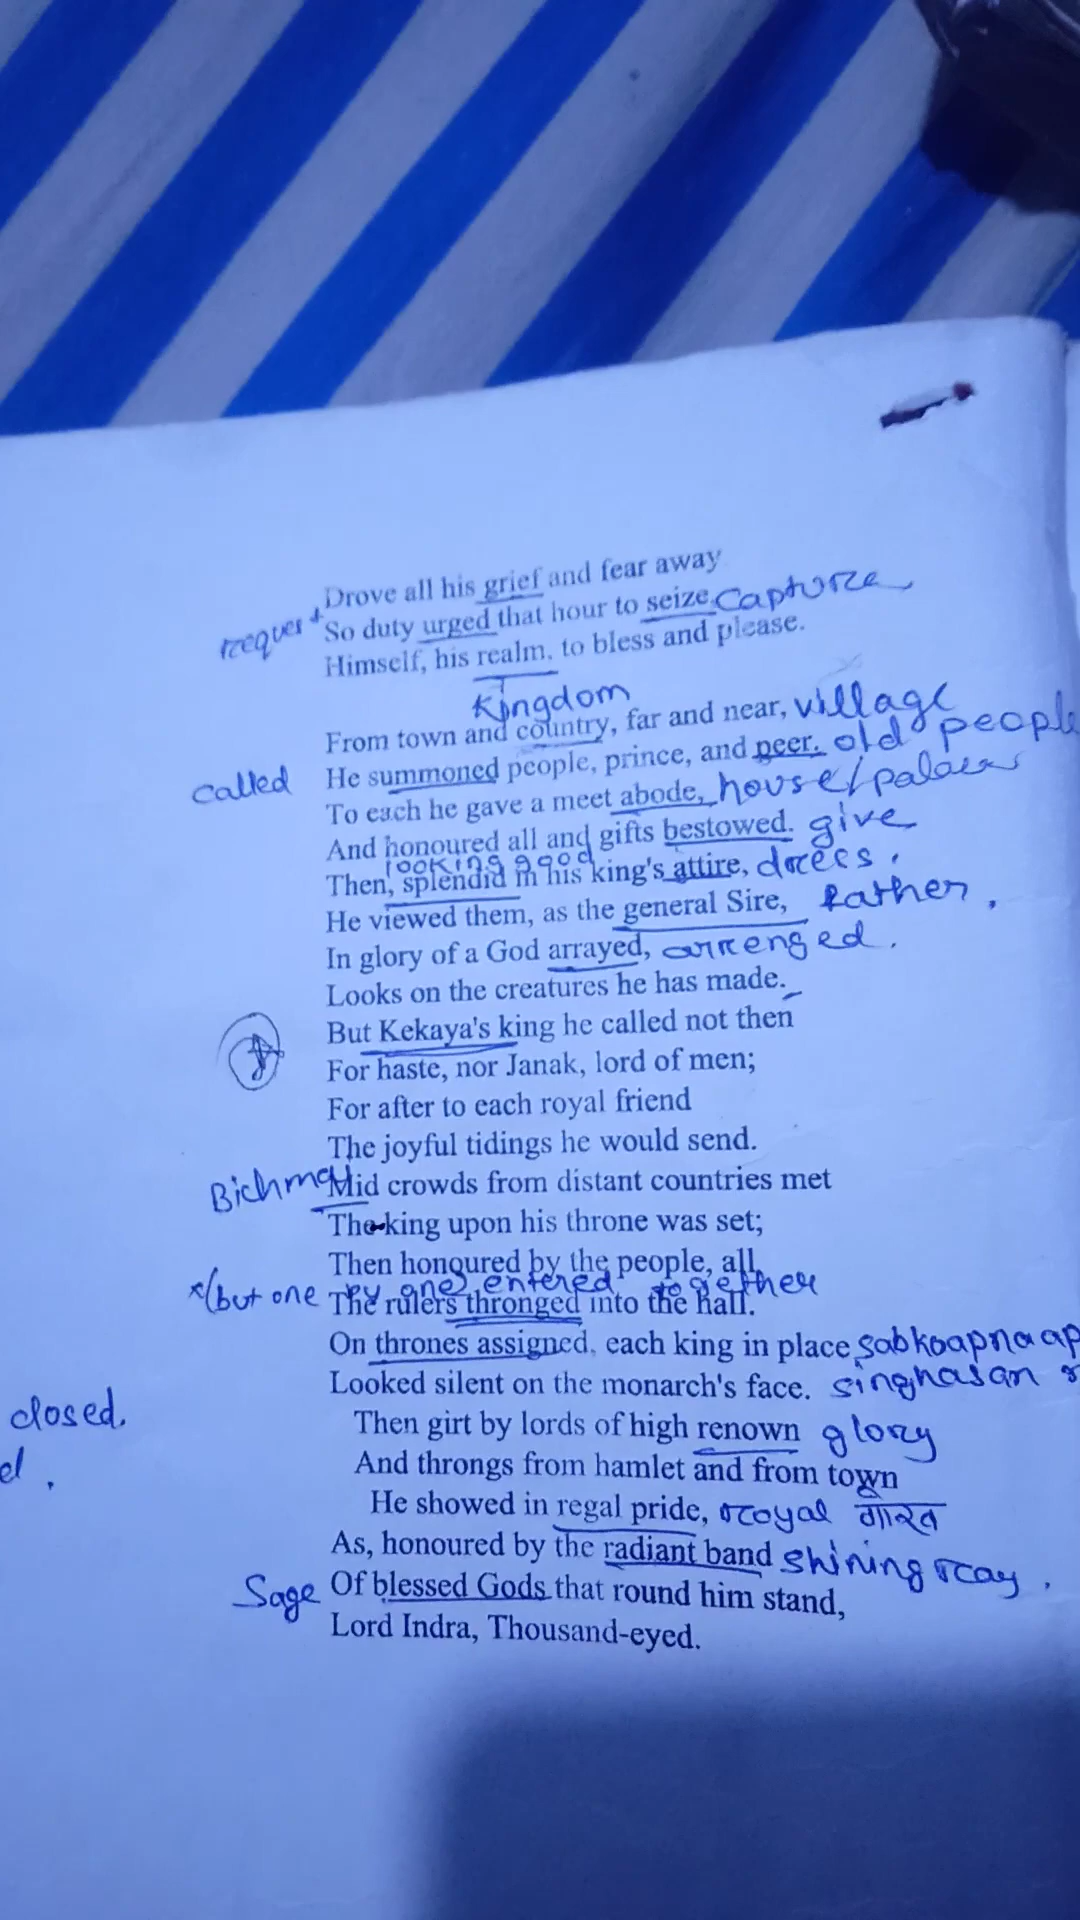 Drove all his grief and fear away
request So duty urged that hour to seize capture
Himself, his realm, to bless and please.
Kingdom
From town and country, far and near, village
called He summoned people, prince, and peer. old people
To each he gave a meet abode, house/palace
And honoured all and gifts bestowed. give
looking good
Then, splendid in his king's attire, drees.
He viewed them, as the general Sire, Father,
In glory of a God arrayed, arrenged.
Looks on the creatures he has made.
But Kekaya's king he called not then
For haste, nor Janak, lord of men;
For after to each royal friend
The joyful tidings he would send.
Bichme Mid crowds from distant countries met
The king upon his throne was set;
Then honoured by the people, all
*(but one by one) entered together
The rulers thronged into the hall.
On thrones assigned, each king in place sabkoapnaap
Looked silent on the monarch's face. singhasan
closed. Then girt by lords of high renown glory
And throngs from hamlet and from town
He showed in regal pride, royal
As, honoured by the radiant band shining ray.
Sage Of blessed Gods that round him stand,
Lord Indra, Thousand-eyed.